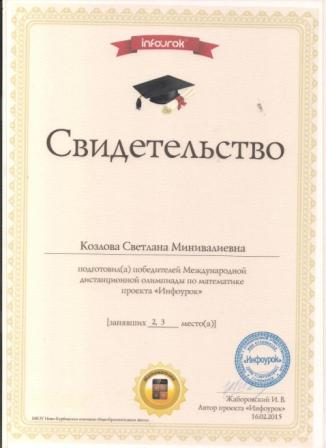 infourok
Свидетельство
Козлова Светлана Минивалиевна
подготовил(а) победителей Международной
дистанционной олимпиады по математике
проекта «Инфоурок»
[занявших 2, 3 место(а)]
«Инфоурок»
Жаборовский И. В.
Автор проекта «Инфоурок»
16.02.2015